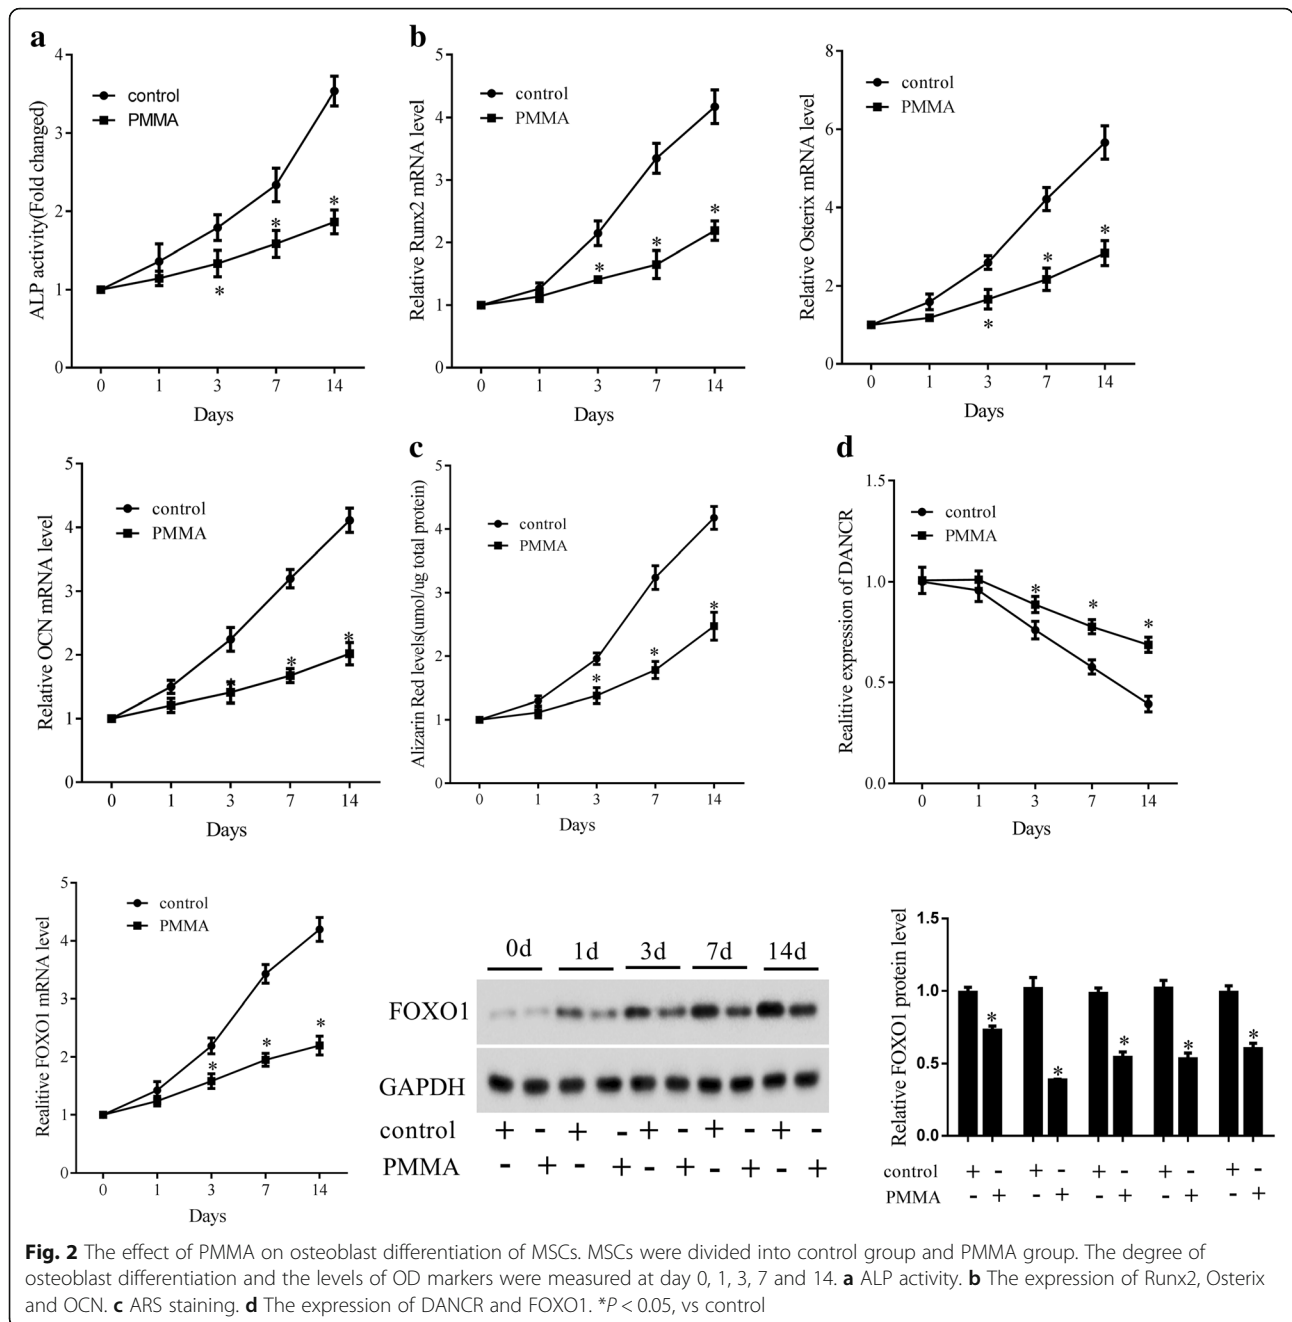 a
ALP activity(Fold changed)
4
3
2
1
0
control
PMMA
*
*
*
0 1 3 7 14
Days
b
Relative Runx2 mRNA level
5
4
3
2
1
0
control
PMMA
*
*
*
0 1 3 7 14
Days
Relative Osterix mRNA level
8
6
4
2
0
control
PMMA
*
*
*
0 1 3 7 14
Days
Relative OCN mRNA level
5
4
3
2
1
0
control
PMMA
*
*
*
0 1 3 7 14
Days
c
Alizarin Red levels(umol/ug total protein)
5
4
3
2
1
0
control
PMMA
*
*
*
0 1 3 7 14
Days
d
Realitive expression of DANCR
1.5
1.0
0.5
0.0
control
PMMA
*
*
*
0 1 3 7 14
Days
Realitive FOXO1 mRNA level
5
4
3
2
1
0
control
PMMA
*
*
*
0 1 3 7 14
Days
0d 1d 3d 7d 14d
FOXO1
GAPDH
control + - + - + - + - + -
PMMA - + - + - + - + - +
Relative FOXO1 protein level
1.5
1.0
0.5
0.0
* * * * *
control + - + - + - + - + -
PMMA - + - + - + - + - +
Fig. 2 The effect of PMMA on osteoblast differentiation of MSCs. MSCs were divided into control group and PMMA group. The degree of
osteoblast differentiation and the levels of OD markers were measured at day 0, 1, 3, 7 and 14. a ALP activity. b The expression of Runx2, Osterix
and OCN. c ARS staining. d The expression of DANCR and FOXO1. *P < 0.05, vs control